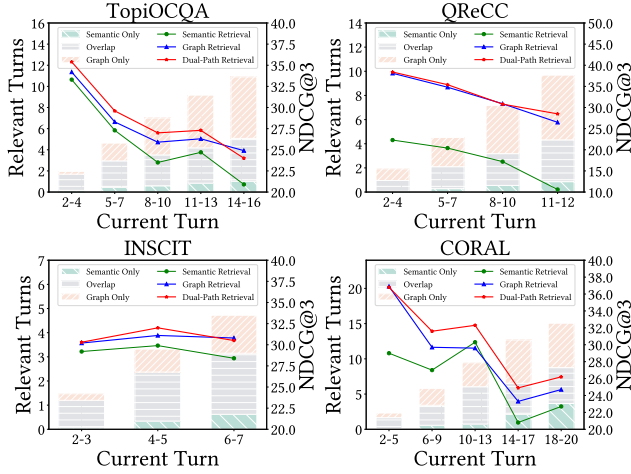 TopiOCQA
Relevant Turns
16
14
12
10
8
6
4
2
0
Semantic Only
Overlap
Graph Only
Semantic Retrieval
Graph Retrieval
Dual-Path Retrieval
40.0
37.5
35.0
32.5
30.0
27.5
25.0
22.5
20.0
NDCG@3
2-4 5-7 8-10 11-13 14-16
Current Turn
QReCC
Relevant Turns
14
12
10
8
6
4
2
0
Semantic Only
Overlap
Graph Only
Semantic Retrieval
Graph Retrieval
Dual-Path Retrieval
50.0
45.0
40.0
35.0
30.0
25.0
20.0
15.0
10.0
NDCG@3
2-4 5-7 8-10 11-12
Current Turn
INSCIT
Relevant Turns
7
6
5
4
3
2
1
0
Semantic Only
Overlap
Graph Only
Semantic Retrieval
Graph Retrieval
Dual-Path Retrieval
40.0
37.5
35.0
32.5
30.0
27.5
25.0
22.5
20.0
NDCG@3
2-3 4-5 6-7
Current Turn
CORAL
Relevant Turns
20
15
10
5
0
Semantic Only
Overlap
Graph Only
Semantic Retrieval
Graph Retrieval
Dual-Path Retrieval
40.0
38.0
36.0
34.0
32.0
30.0
28.0
26.0
24.0
22.0
20.0
NDCG@3
2-5 6-9 10-13 14-17 18-20
Current Turn